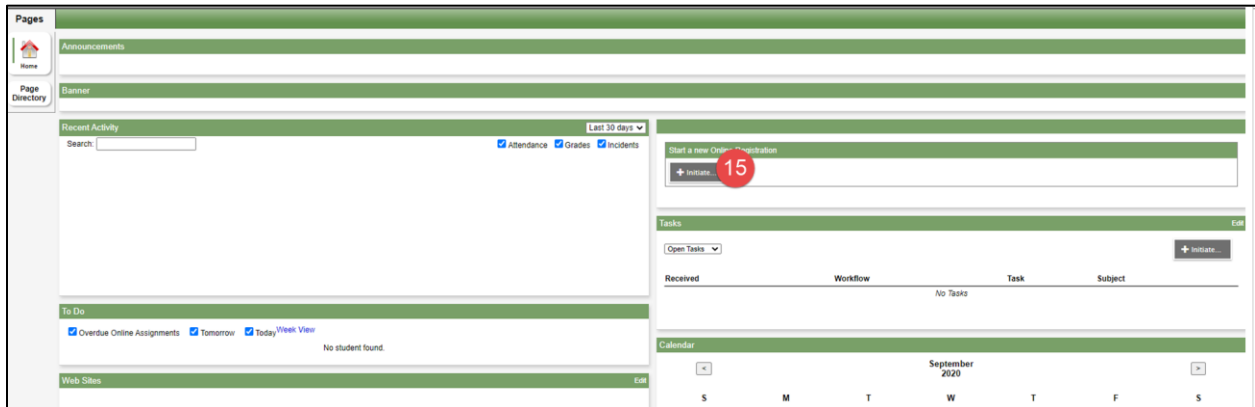 Pages
Home
Page
Directory
Announcements
Banner
Recent Activity
Last 30 days
Search:
Attendance
Grades
Incidents
To Do
Overdue Online Assignments
Tomorrow
Today
Week View
No student found.
Web Sites
Edit
Start a new Online Registration
+ Initiate...
15
Tasks
Edit
Open Tasks
+ Initiate...
Received Workflow Task Subject
No Tasks
Calendar
<
September
2020
>
S M T W T F S